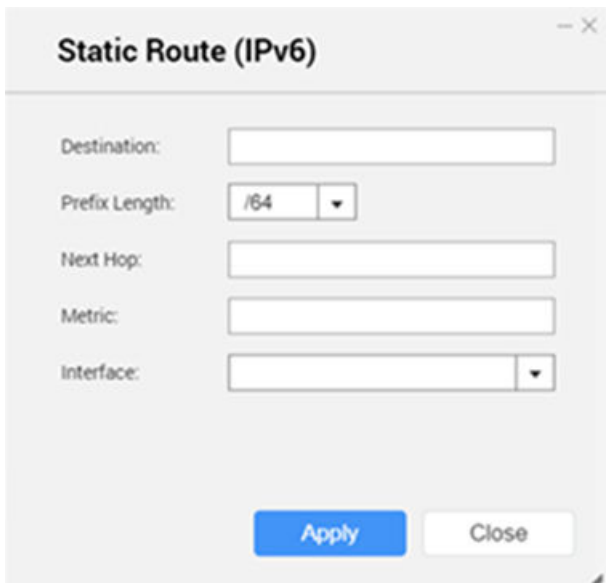 Static Route (IPv6)
Destination:
Prefix Length: /64
Next Hop:
Metric:
Interface:
Apply Close